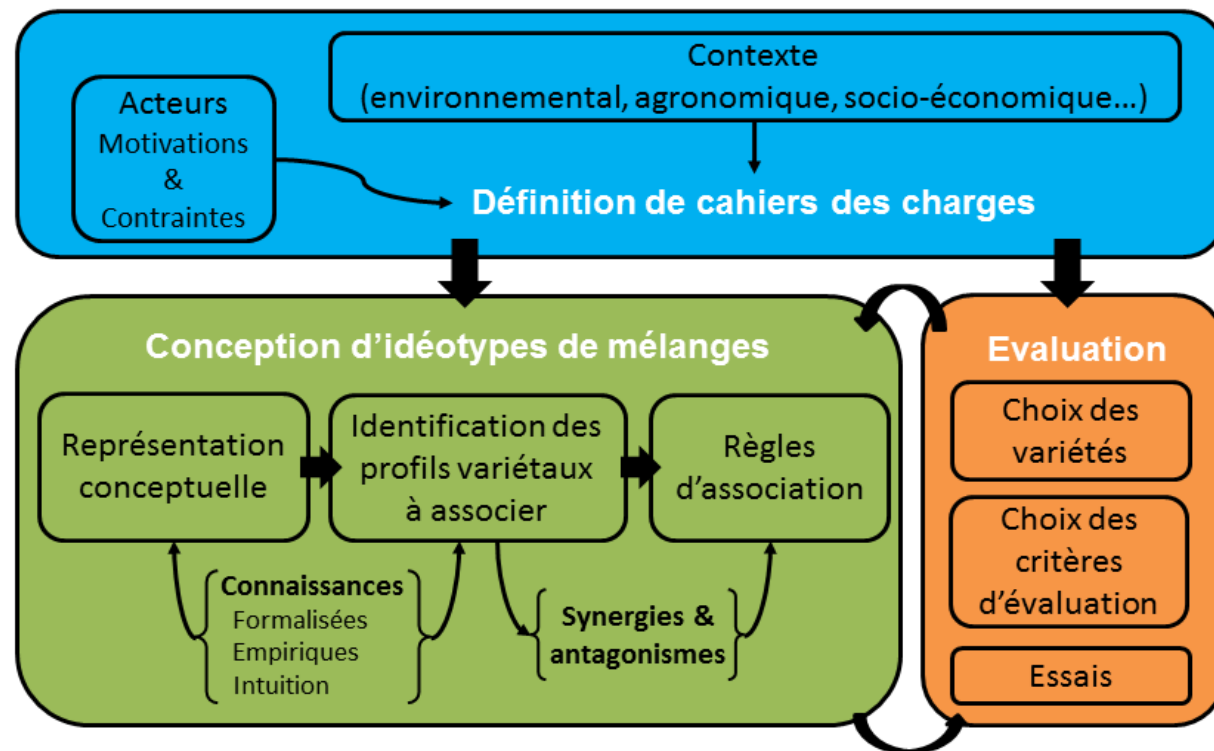 Contexte
(environnemental, agronomique, socio-économique...)
Acteurs
Motivations
&
Contraintes
Définition de cahiers des charges
Conception d'idéotypes de mélanges
Représentation
conceptuelle
Identification des
profils variétaux
à associer
Règles
d'association
Connaissances
Formalisées
Empiriques
Intuition
Synergies &
antagonismes
Evaluation
Choix des
variétés
Choix des
critères
d'évaluation
Essais